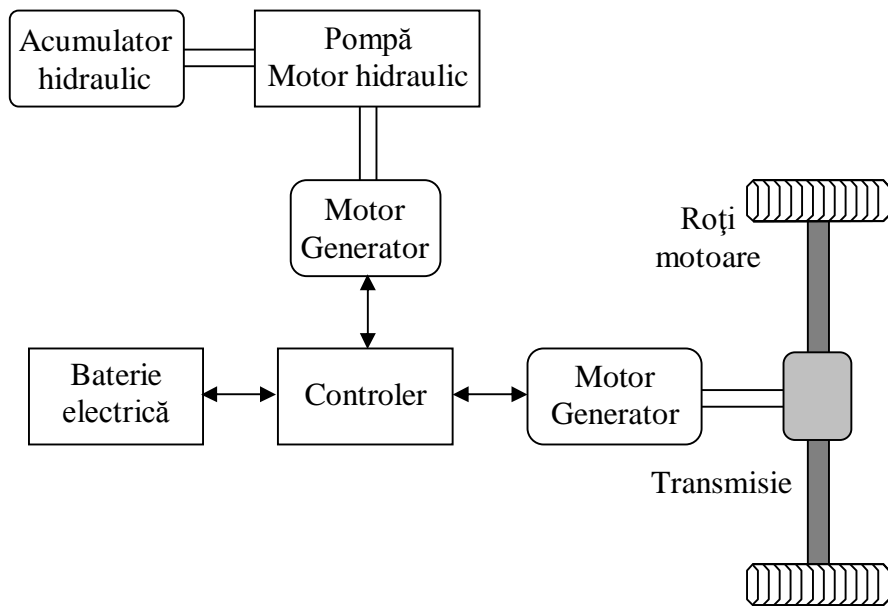 Acumulator
hidraulic
Pompă
Motor hidraulic
Motor
Generator
Roţi
motoare
Baterie
electrică
Controler
Motor
Generator
Transmisie